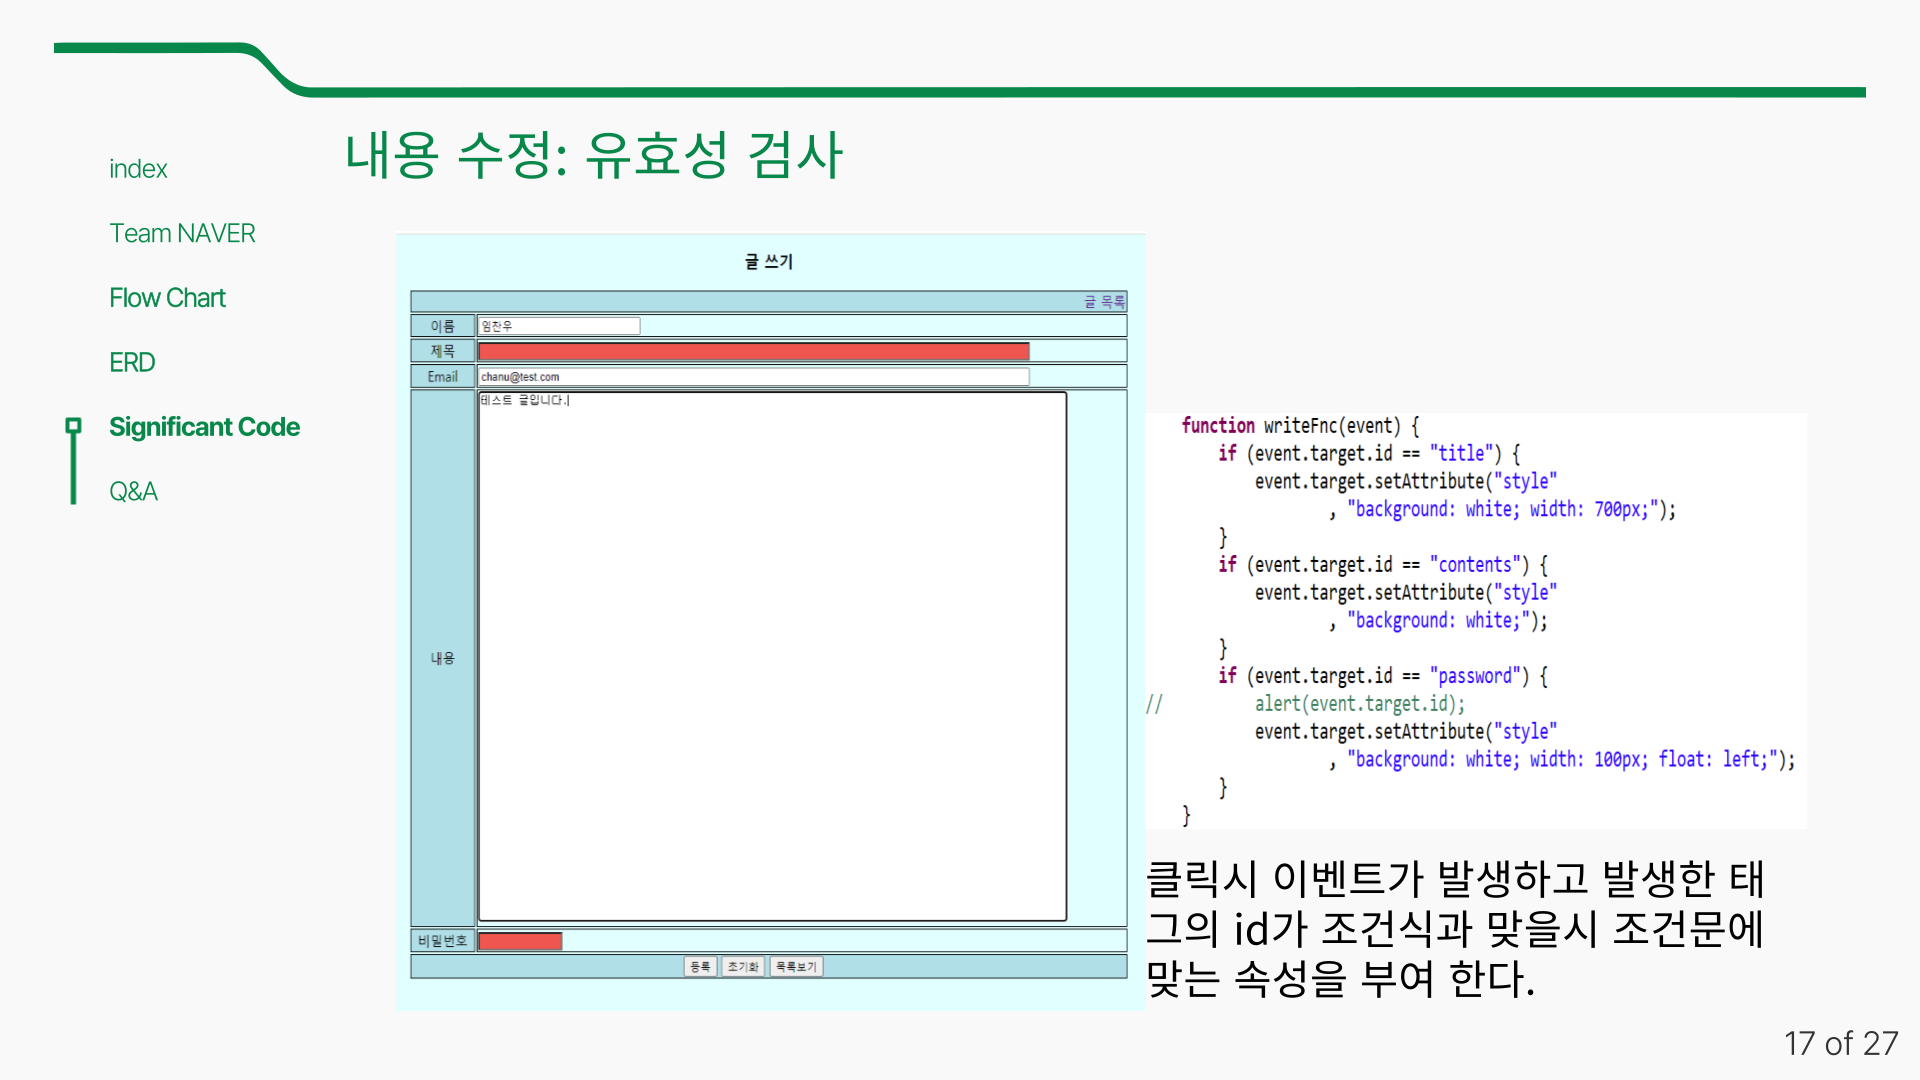 내용 수정: 유효성 검사
index
Team NAVER
Flow Chart
ERD
Significant Code
Q&A
글 쓰기
글 목록
이름 임찬우
제목
Email chanu@test.com
내용 테스트 글입니다.
비밀번호
등록 초기화 목록보기
function writeFnc(event) {
if (event.target.id == "title") {
event.target.setAttribute("style"
, "background: white; width: 700px;");
}
if (event.target.id == "contents") {
event.target.setAttribute("style"
, "background: white;");
}
if (event.target.id == "password") {
// alert(event.target.id);
event.target.setAttribute("style"
, "background: white; width: 100px; float: left;");
}
}
클릭시 이벤트가 발생하고 발생한 태
그의 id가 조건식과 맞을시 조건문에
맞는 속성을 부여 한다.
17 of 27